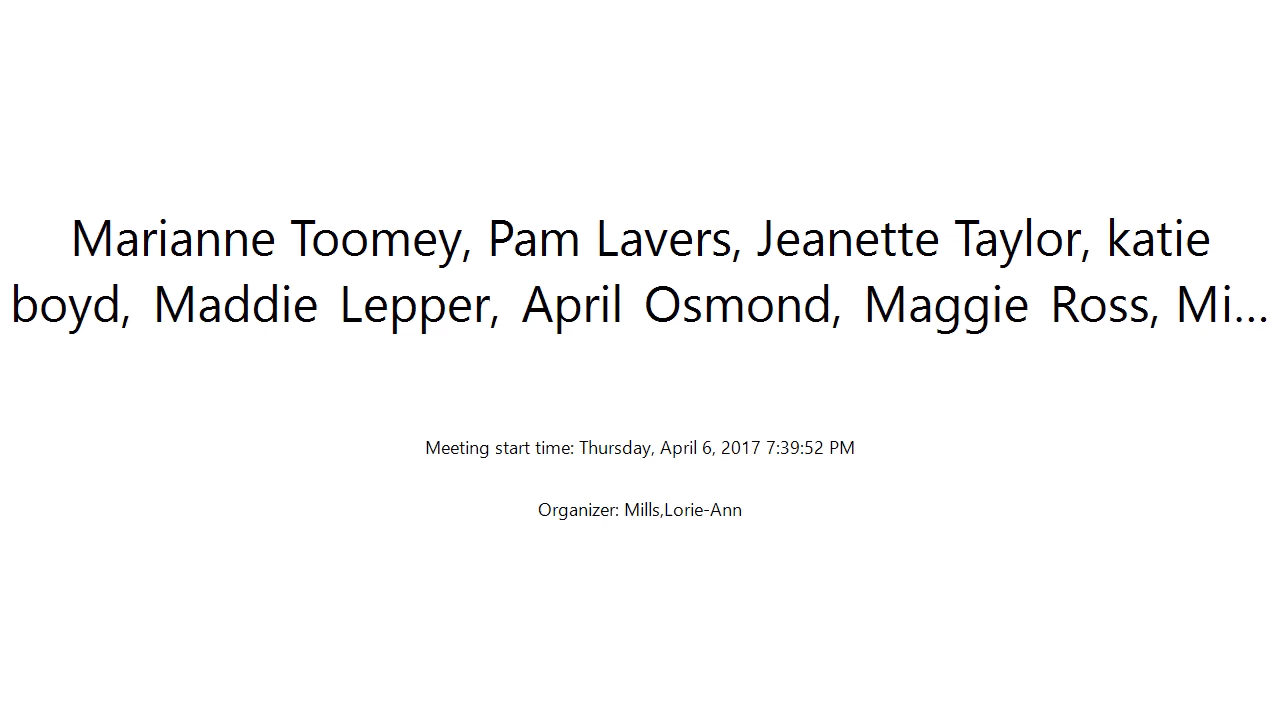 Marianne Toomey, Pam Lavers, Jeanette Taylor, katie
boyd, Maddie Lepper, April Osmond, Maggie Ross, Mi...
Meeting start time: Thursday, April 6, 2017 7:39:52 PM
Organizer: Mills,Lorie-Ann